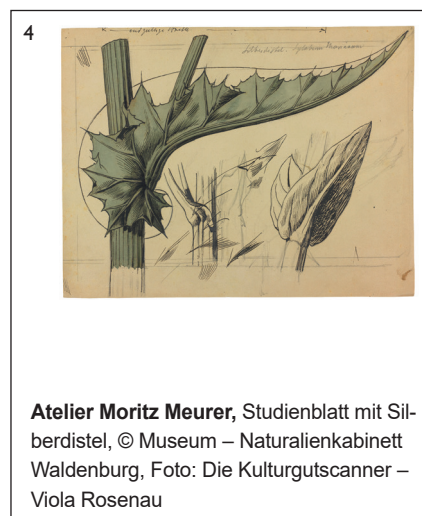 4
Atelier Moritz Meurer, Studienblatt mit Sil-
berdistel, © Museum – Naturalienkabinett
Waldenburg, Foto: Die Kulturgutscanner –
Viola Rosenau